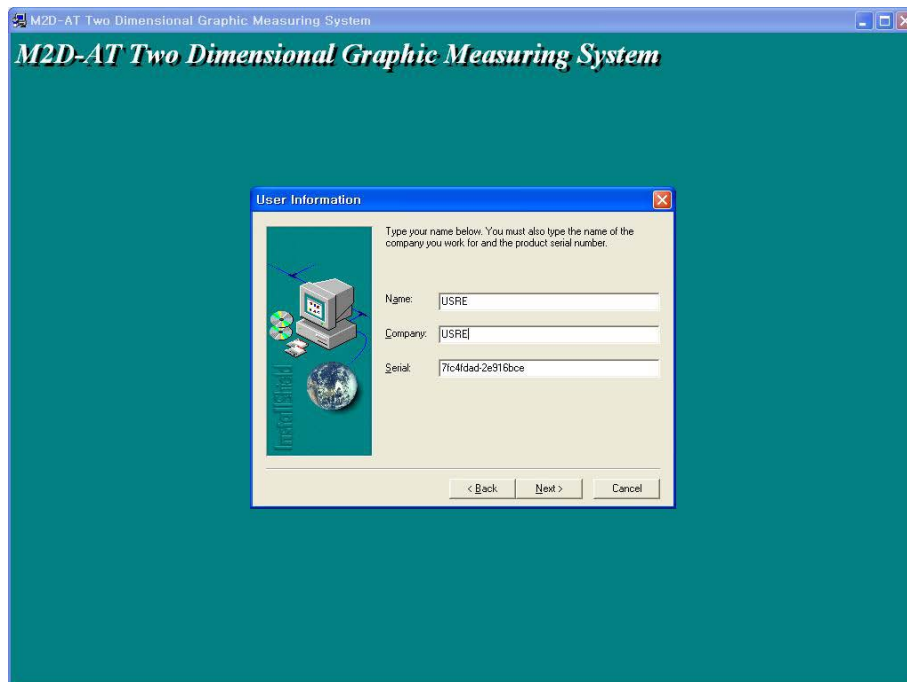 M2D-AT Two Dimensional Graphic Measuring System
M2D-AT Two Dimensional Graphic Measuring System
User Information
Type your name below. You must also type the name of the
company you work for and the product serial number.
Name: USRE
Company: USRE
Serial: 7fc4fdad-2e916bce
InstallShield
< Back Next > Cancel